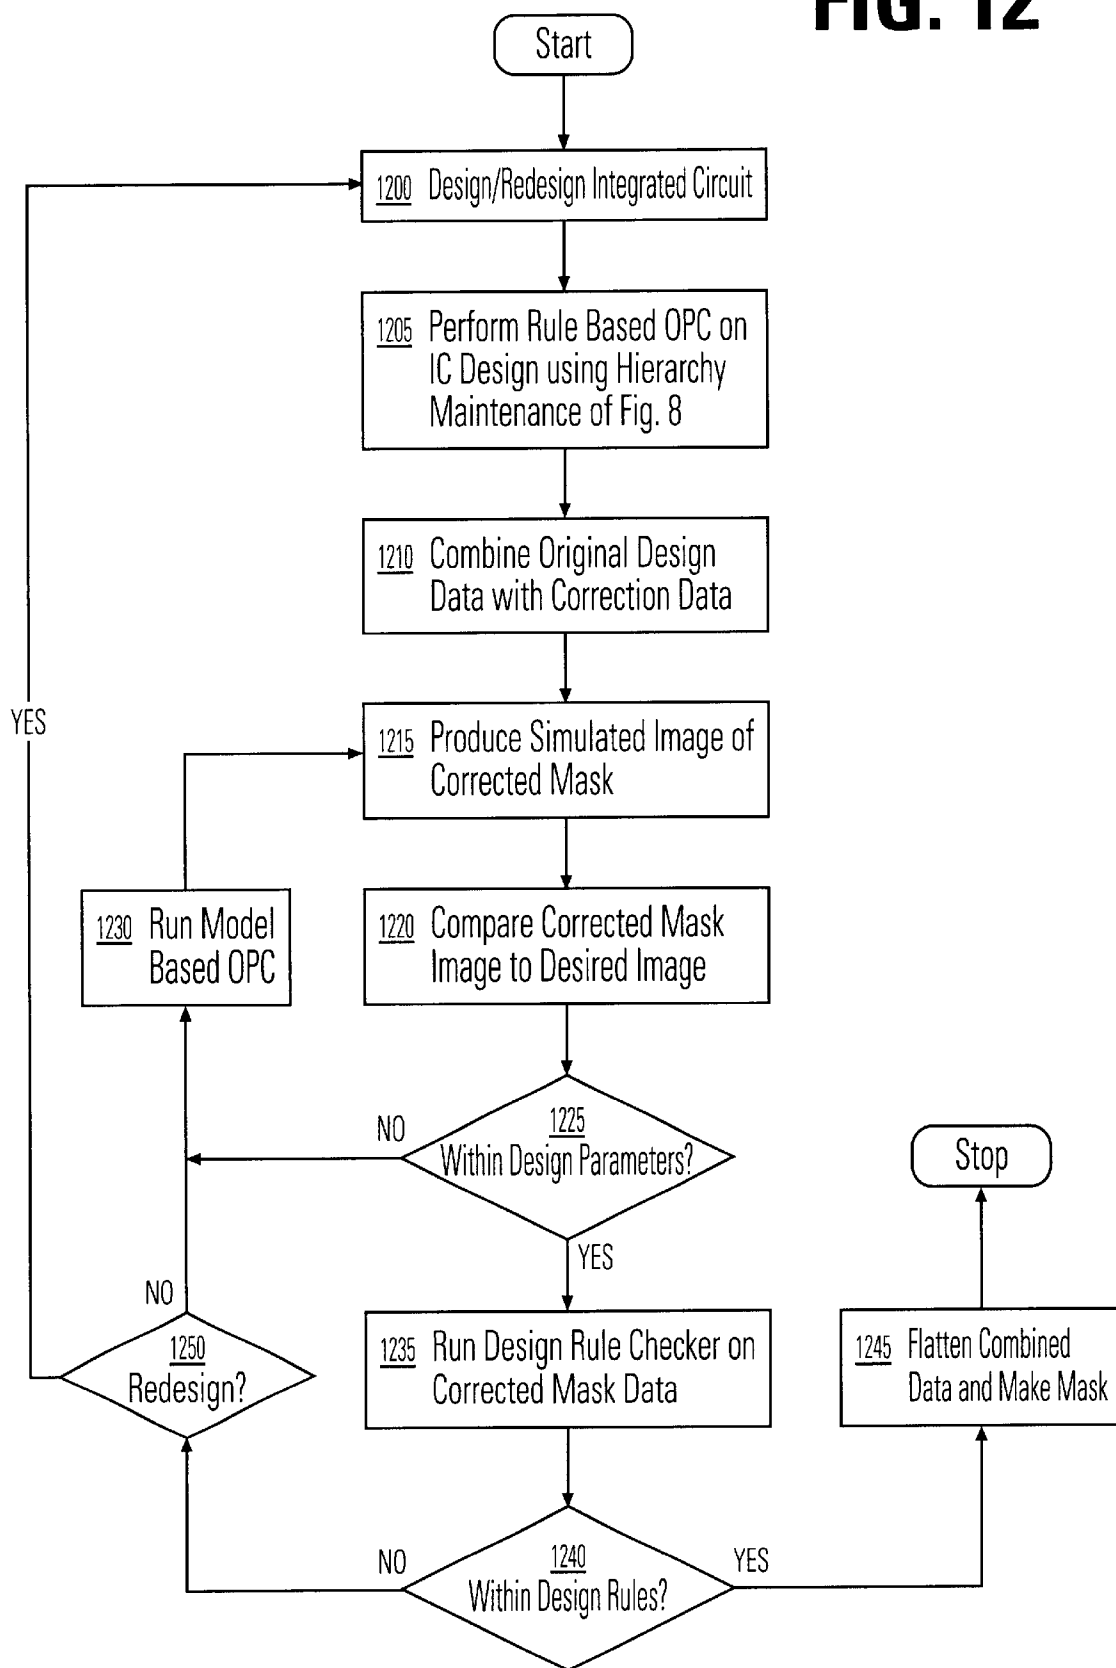 FIG. 12
Start
1200 Design/Redesign Integrated Circuit
1205 Perform Rule Based OPC on
IC Design using Hierarchy
Maintenance of Fig. 8
1210 Combine Original Design
Data with Correction Data
YES
1215 Produce Simulated Image of
Corrected Mask
1230 Run Model
Based OPC
1220 Compare Corrected Mask
Image to Desired Image
NO
1225
Within Design Parameters?
Stop
YES
NO
1250
Redesign?
1235 Run Design Rule Checker on
Corrected Mask Data
1245 Flatten Combined
Data and Make Mask
NO
1240
Within Design Rules?
YES